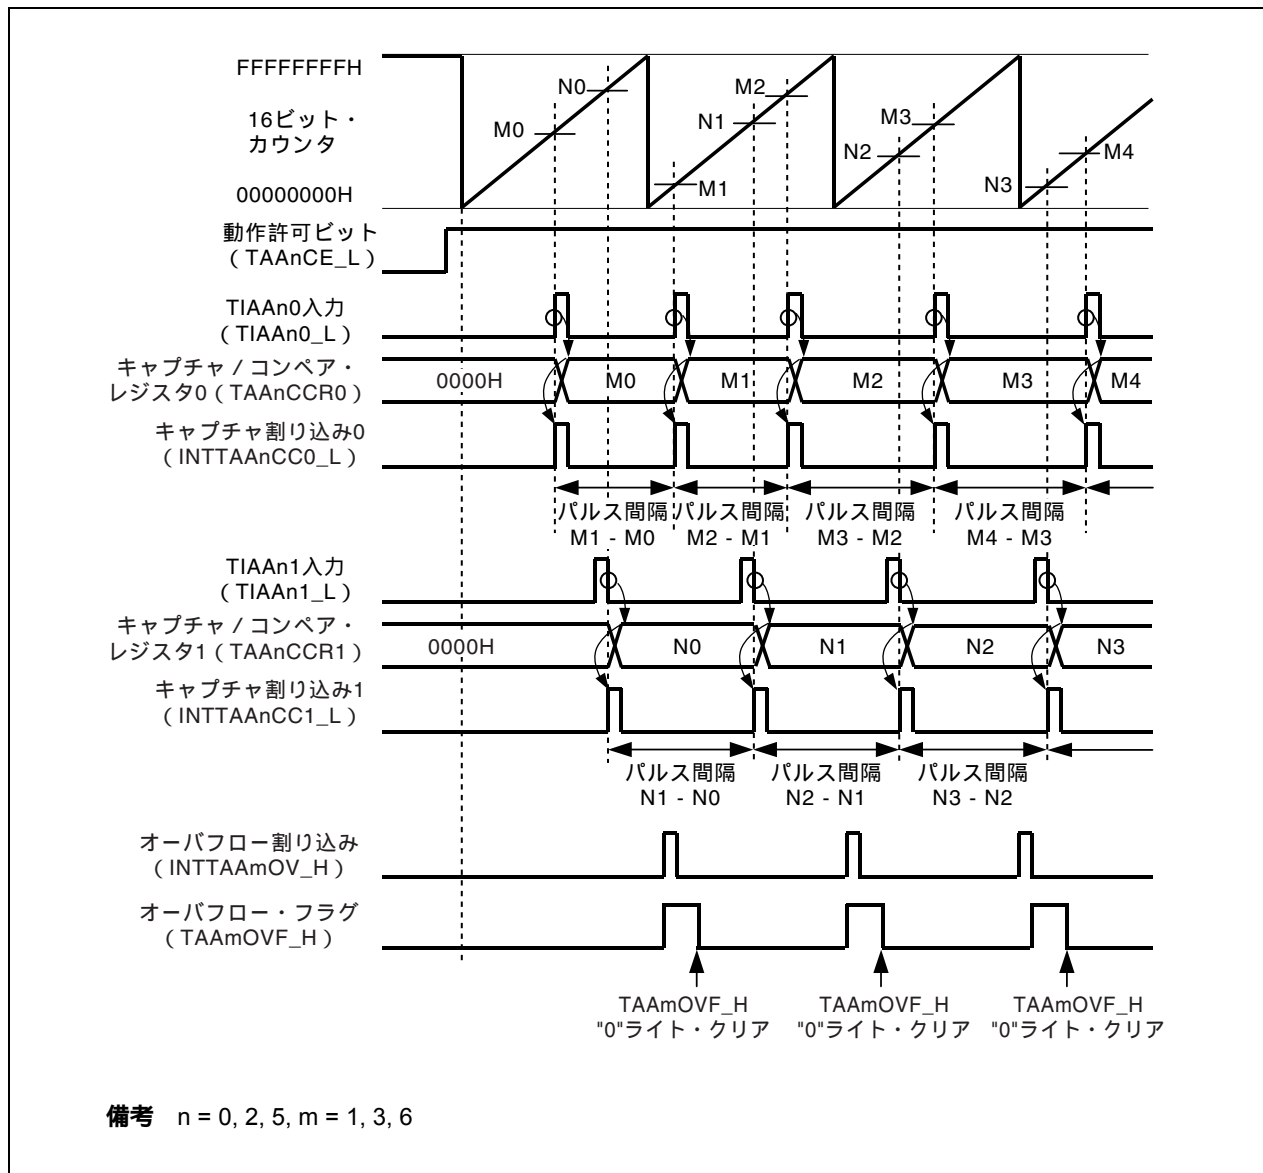 FFFFFFFFH
16ビット・
カウンタ
00000000H
M0
N0
M1
N1
M2
N2
M3
N3
M4
動作許可ビット
(TAAnCE_L)
TIAAn0入力
(TIAAn0_L)
キャプチャ/コンペア・
レジスタ0(TAAnCCR0)
0000H
M0
M1
M2
M3
M4
キャプチャ割り込み0
(INTTAAnCC0_L)
パルス間隔
M1 - M0
パルス間隔
M2 - M1
パルス間隔
M3 - M2
パルス間隔
M4 - M3
TIAAn1入力
(TIAAn1_L)
キャプチャ/コンペア・
レジスタ1(TAAnCCR1)
0000H
N0
N1
N2
N3
キャプチャ割り込み1
(INTTAAnCC1_L)
パルス間隔
N1 - N0
パルス間隔
N2 - N1
パルス間隔
N3 - N2
オーバフロー割り込み
(INTTAAmOV_H)
オーバフロー・フラグ
(TAAmOVF_H)
TAAmOVF_H
"0"ライト・クリア
TAAmOVF_H
"0"ライト・クリア
TAAmOVF_H
"0"ライト・クリア
備考 n = 0, 2, 5, m = 1, 3, 6